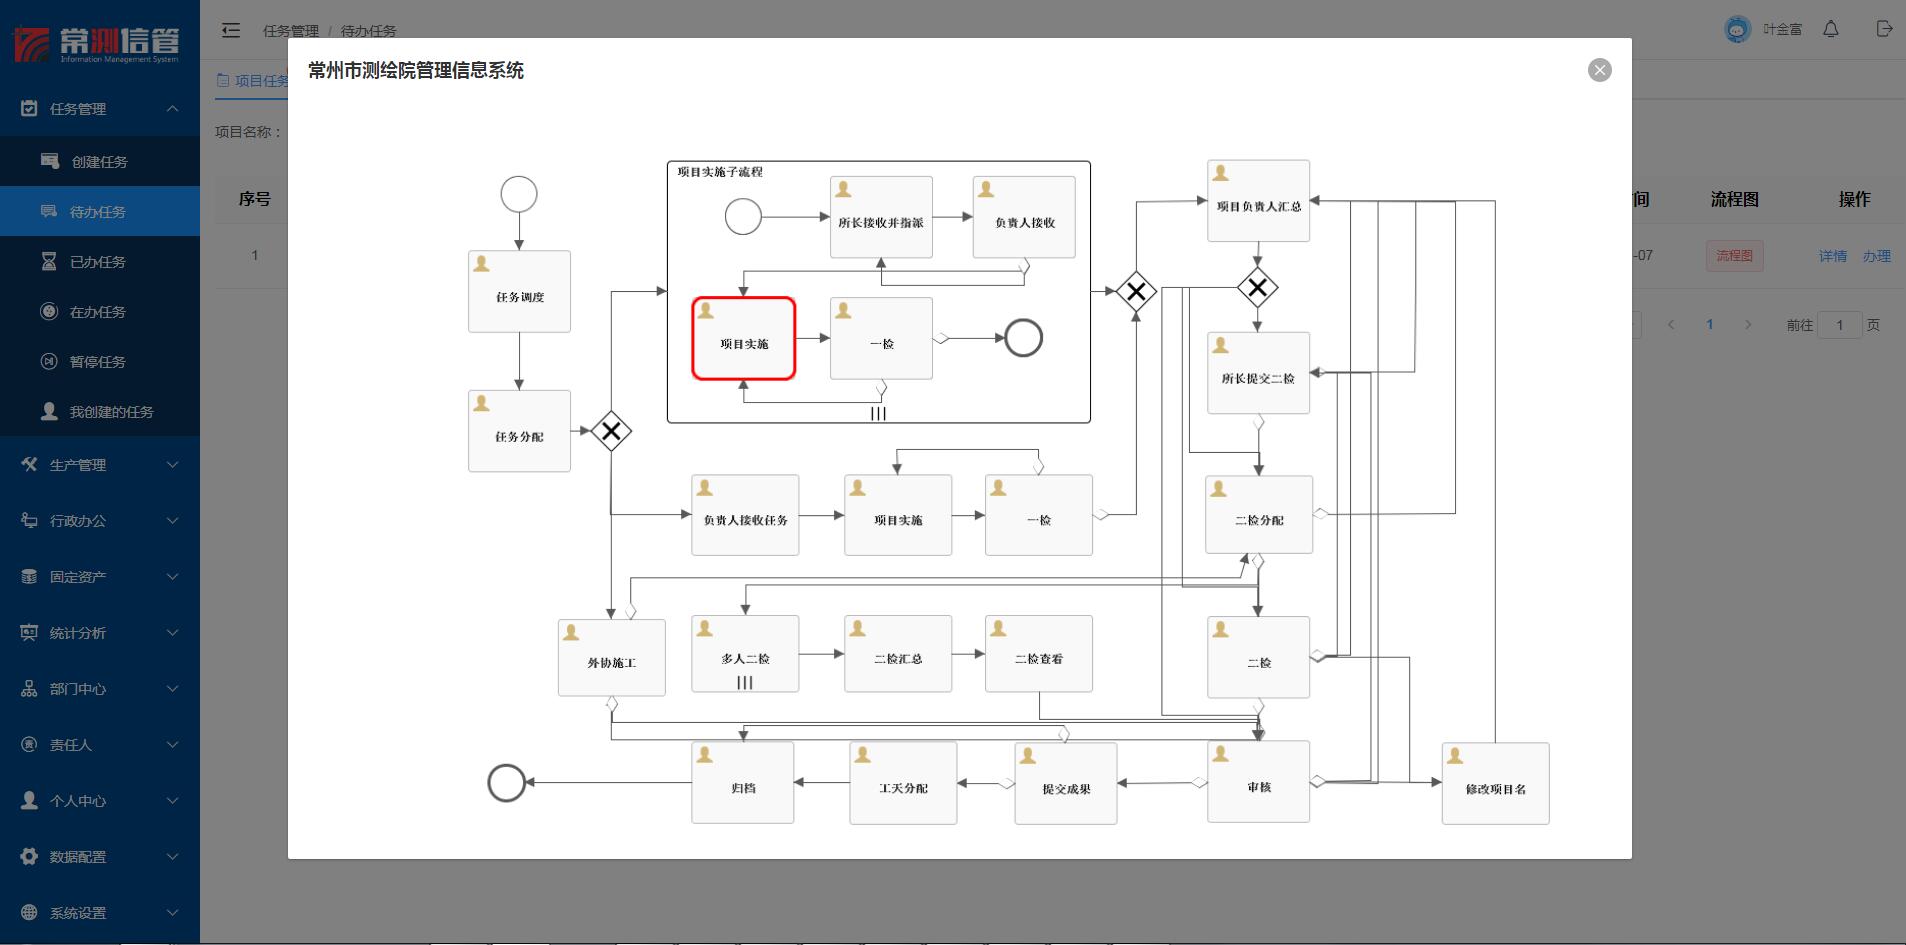 常测信管
Information Management System
任务管理
创建任务
待办任务
已办任务
在办任务
暂停任务
我创建的任务
生产管理
行政办公
固定资产
统计分析
部门中心
责任人
个人中心
数据配置
系统设置
任务管理 / 待办任务
叶金富
项目任务
项目名称：
序号
1
间
流程图
操作
-07
流程图
详情 办理
1
前往 1 页
常州市测绘院管理信息系统
项目实施子流程
所长接收并指派
负责人接收
项目实施
一检
任务调度
任务分配
负责人接收任务
项目实施
一检
外协施工
多人二检
二检汇总
二检查看
归档
工天分配
提交成果
审核
修改项目名
项目负责人汇总
所长提交二检
二检分配
二检